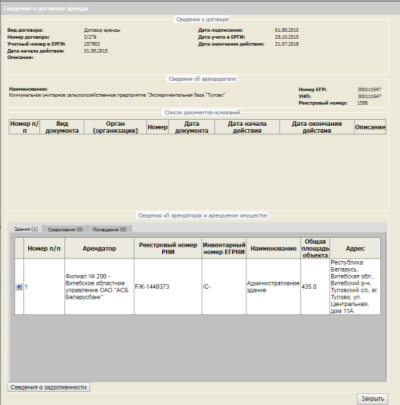 Сведения о договоре аренды
Сведения о договоре
Вид договора: Договор аренды Дата подписания: 01.08.2015
Номер договора: 5/276 Дата учета в ЕРГИ: 29.10.2015
Учетный номер в ЕРГИ: 257983 Дата окончания действия: 31.07.2018
Дата начала действия: 01.08.2015
Описание:
Сведения об арендодателе
Наименование: Номер ЕГР: 300111547
Коммунальное унитарное сельскохозяйственное предприятие "Экспериментальная база "Тулово" УНП: 300111547
Реестровый номер: 1588
Список документов-оснований
Номер п/п Вид документа Орган (организация) Номер Дата документа Дата начала действия Дата окончания действия Описание
Сведения об арендаторах и арендуемом имуществе
Здания (1) Сооружения (0) Помещения (0)
Номер п/п Арендатор Реестровый номер РНИ Инвентарный номер ЕГРНИ Наименование Общая площадь объекта Адрес
1 Филиал № 200 - Витебское областное управление ОАО "АСБ Беларусбанк" F/K-1449373 /C- Административное здание 435.0 Республика Беларусь, Витебская обл., Витебский р-н, Туловский с/с, аг. Тулово, ул. Центральная, дом 11А
Сведения о задолженности
Закрыть